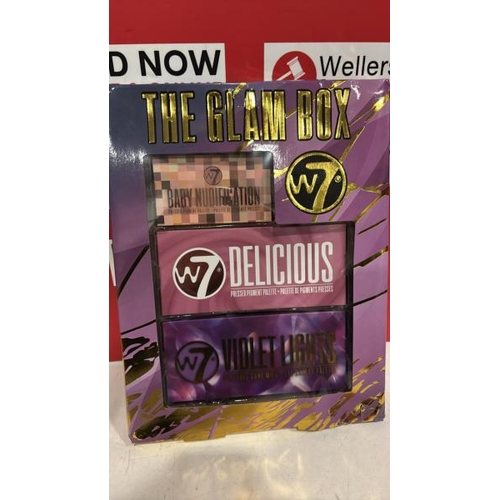 D NOW
Wellers
THE GLAM BOX
W7
W7
BABY NUDIFICATION
W7
DELICIOUS
PRESSED PIGMENT PALETTE • PALETTE DE PIGMENTS PRESSÉS
W7
VIOLET LIGHTS